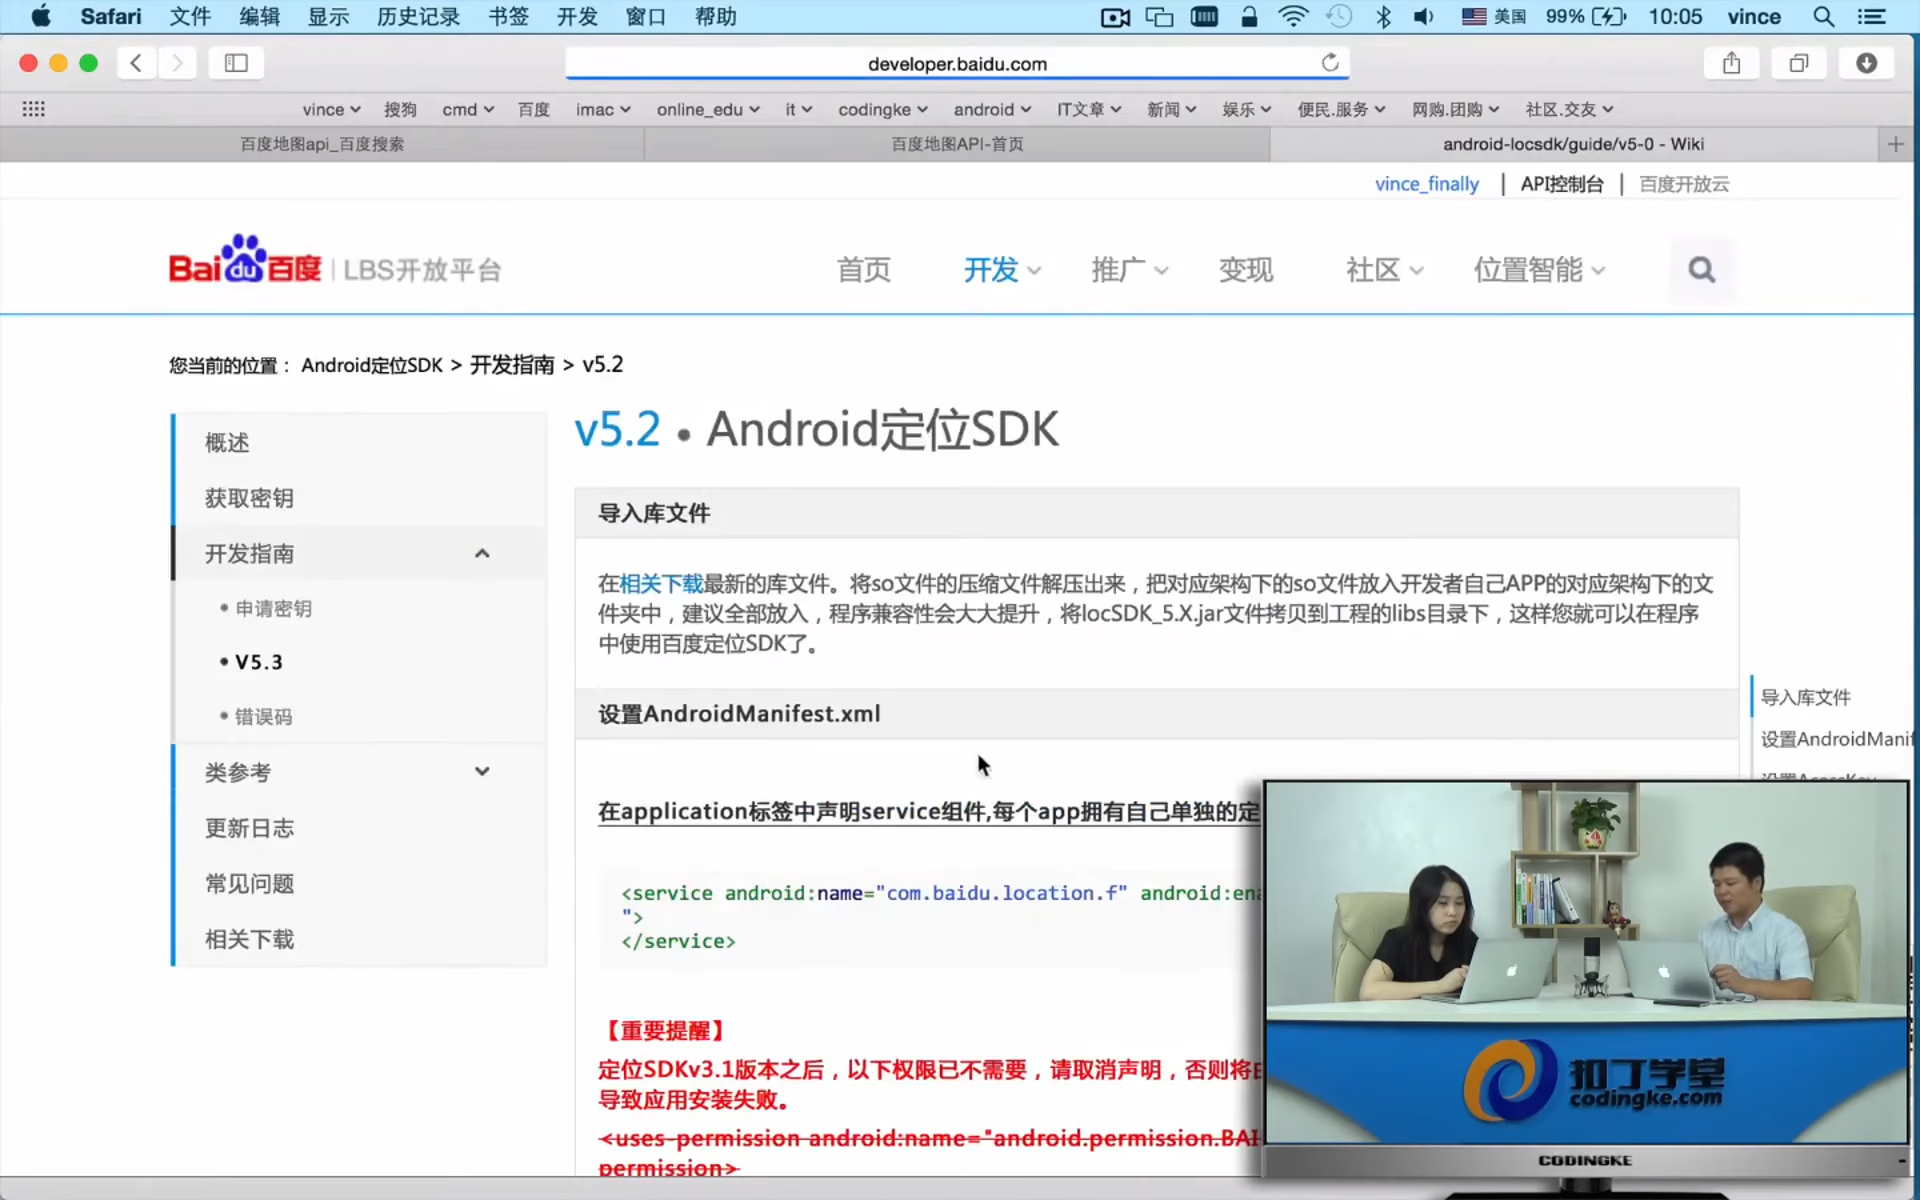 Safari 文件 编辑 显示 历史记录 书签 开发 窗口 帮助 美国 99% 10:05 vince
developer.baidu.com
vince 搜狗 cmd 百度 imac online_edu it codingke android IT文章 新闻 娱乐 便民.服务 网购.团购 社区.交友
百度地图api_百度搜索 百度地图API-首页 android-locsdk/guide/v5-0 - Wiki
vince_finally | API控制台 | 百度开放云
Baidu百度 | LBS开放平台 首页 开发 推广 变现 社区 位置智能
您当前的位置： Android定位SDK > 开发指南 > v5.2
概述
获取密钥
开发指南
• 申请密钥
• V5.3
• 错误码
类参考
更新日志
常见问题
相关下载
v5.2 • Android定位SDK
导入库文件
在相关下载最新的库文件。将so文件的压缩文件解压出来，把对应架构下的so文件放入开发者自己APP的对应架构下的文
件夹中，建议全部放入，程序兼容性会大大提升，将locSDK_5.X.jar文件拷贝到工程的libs目录下，这样您就可以在程序
中使用百度定位SDK了。
设置AndroidManifest.xml
在application标签中声明service组件,每个app拥有自己单独的定
<service android:name="com.baidu.location.f" android:ena
">
</service>
【重要提醒】
定位SDKv3.1版本之后，以下权限已不需要，请取消声明，否则将由
导致应用安装失败。
<uses-permission android:name="android.permission.BAI
permission>
导入库文件
设置AndroidManif
扣丁学堂
codingke.com
CODINGKE